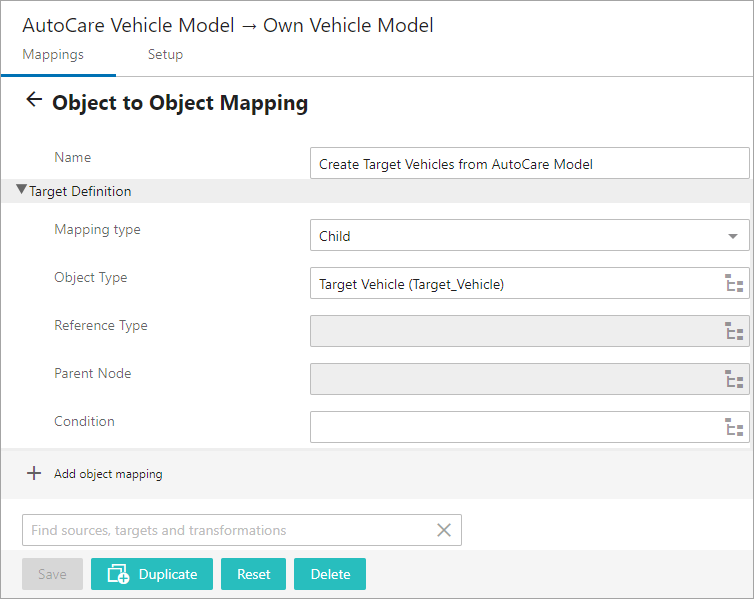 AutoCare Vehicle Model → Own Vehicle Model
Mappings Setup
Object to Object Mapping
Name Create Target Vehicles from AutoCare Model
Target Definition
Mapping type Child
Object Type Target Vehicle (Target_Vehicle)
Reference Type
Parent Node
Condition
Add object mapping
Find sources, targets and transformations
Save Duplicate Reset Delete